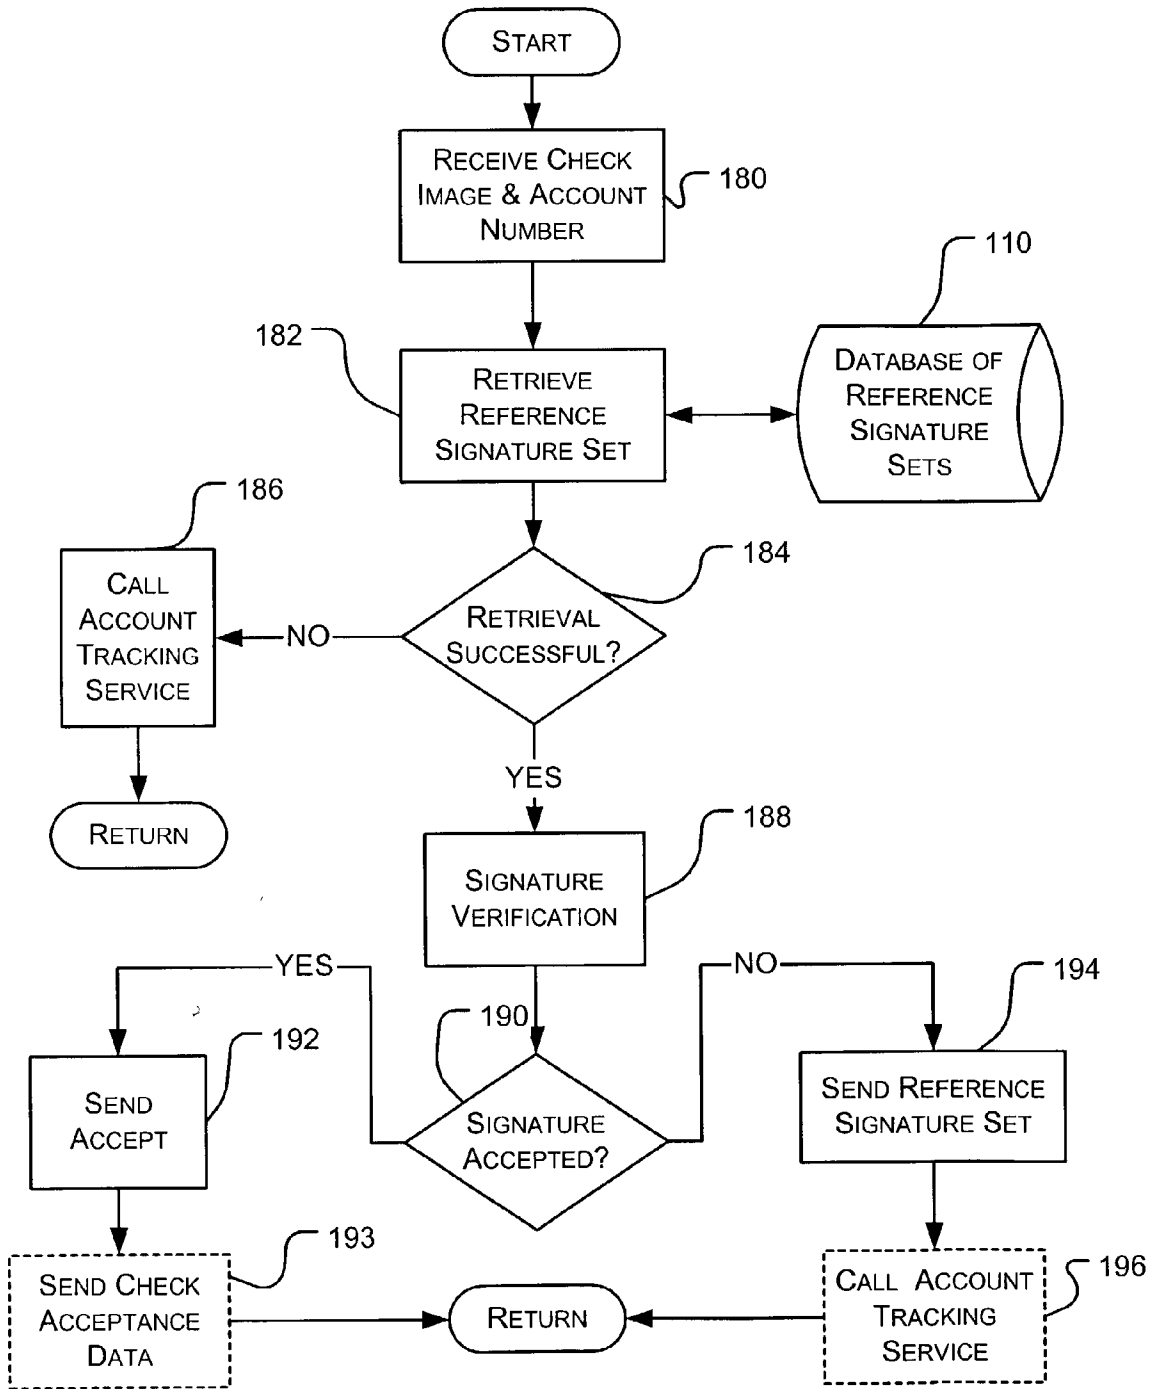 START
RECEIVE CHECK
IMAGE & ACCOUNT
NUMBER
180
110
182
RETRIEVE
REFERENCE
SIGNATURE SET
DATABASE OF
REFERENCE
SIGNATURE
SETS
186
184
CALL
ACCOUNT
TRACKING
SERVICE
NO
RETRIEVAL
SUCCESSFUL?
YES
RETURN
188
SIGNATURE
VERIFICATION
YES
NO
194
190
192
SEND
ACCEPT
SIGNATURE
ACCEPTED?
SEND REFERENCE
SIGNATURE SET
193
196
SEND CHECK
ACCEPTANCE
DATA
RETURN
CALL ACCOUNT
TRACKING
SERVICE